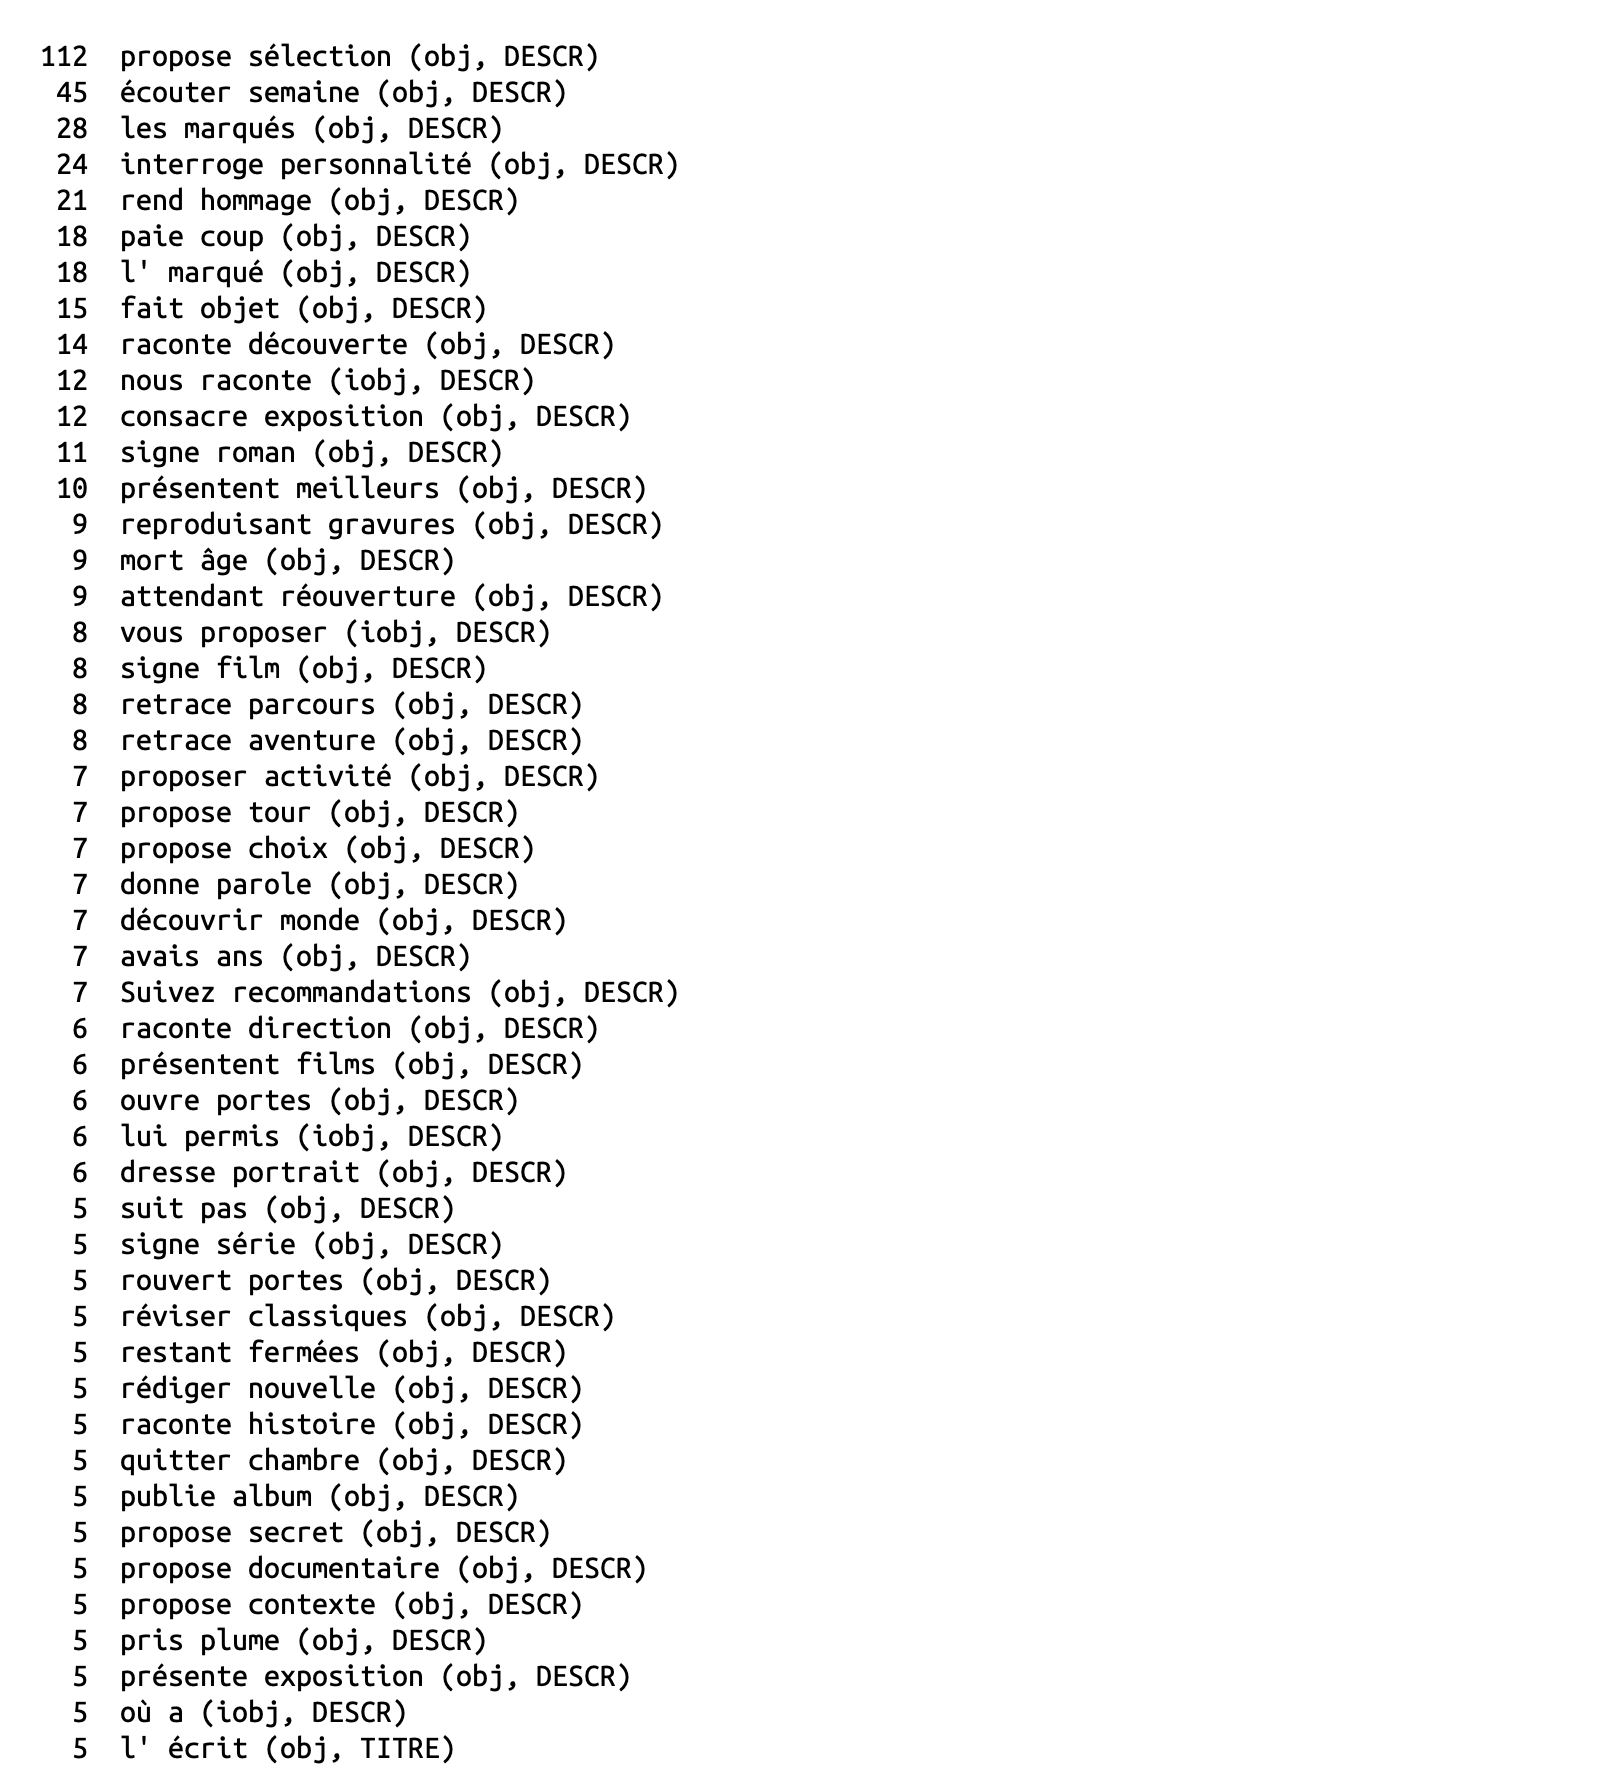 112 propose sélection (obj, DESCR)
45 écouter semaine (obj, DESCR)
28 les marqués (obj, DESCR)
24 interroge personnalité (obj, DESCR)
21 rend hommage (obj, DESCR)
18 paie coup (obj, DESCR)
18 l' marqué (obj, DESCR)
15 fait objet (obj, DESCR)
14 raconte découverte (obj, DESCR)
12 nous raconte (iobj, DESCR)
12 consacre exposition (obj, DESCR)
11 signe roman (obj, DESCR)
10 présentent meilleurs (obj, DESCR)
9 reproduisant gravures (obj, DESCR)
9 mort âge (obj, DESCR)
9 attendant réouverture (obj, DESCR)
8 vous proposer (iobj, DESCR)
8 signe film (obj, DESCR)
8 retrace parcours (obj, DESCR)
8 retrace aventure (obj, DESCR)
7 proposer activité (obj, DESCR)
7 propose tour (obj, DESCR)
7 propose choix (obj, DESCR)
7 donne parole (obj, DESCR)
7 découvrir monde (obj, DESCR)
7 avais ans (obj, DESCR)
7 Suivez recommandations (obj, DESCR)
6 raconte direction (obj, DESCR)
6 présentent films (obj, DESCR)
6 ouvre portes (obj, DESCR)
6 lui permis (iobj, DESCR)
6 dresse portrait (obj, DESCR)
5 suit pas (obj, DESCR)
5 signe série (obj, DESCR)
5 rouvert portes (obj, DESCR)
5 réviser classiques (obj, DESCR)
5 restant fermées (obj, DESCR)
5 rédiger nouvelle (obj, DESCR)
5 raconte histoire (obj, DESCR)
5 quitter chambre (obj, DESCR)
5 publie album (obj, DESCR)
5 propose secret (obj, DESCR)
5 propose documentaire (obj, DESCR)
5 propose contexte (obj, DESCR)
5 pris plume (obj, DESCR)
5 présente exposition (obj, DESCR)
5 où a (iobj, DESCR)
5 l' écrit (obj, TITRE)